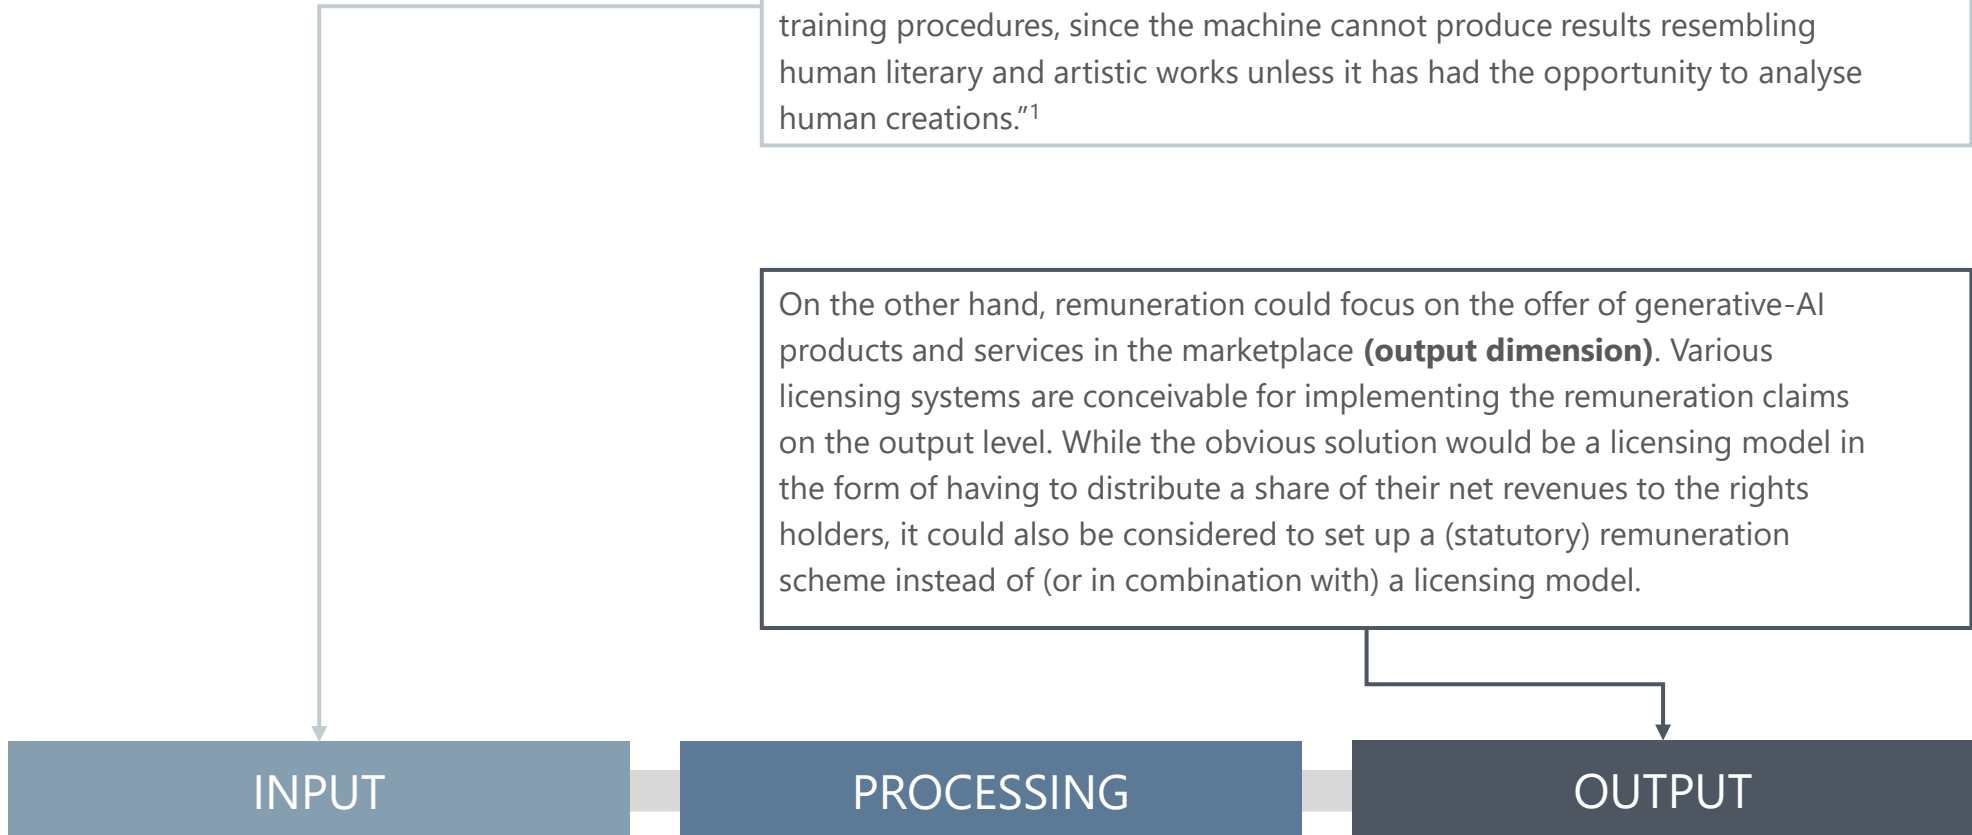 training procedures, since the machine cannot produce results resembling
human literary and artistic works unless it has had the opportunity to analyse
human creations.”1
On the other hand, remuneration could focus on the offer of generative-AI
products and services in the marketplace (output dimension). Various
licensing systems are conceivable for implementing the remuneration claims
on the output level. While the obvious solution would be a licensing model in
the form of having to distribute a share of their net revenues to the rights
holders, it could also be considered to set up a (statutory) remuneration
scheme instead of (or in combination with) a licensing model.
INPUT
PROCESSING
OUTPUT